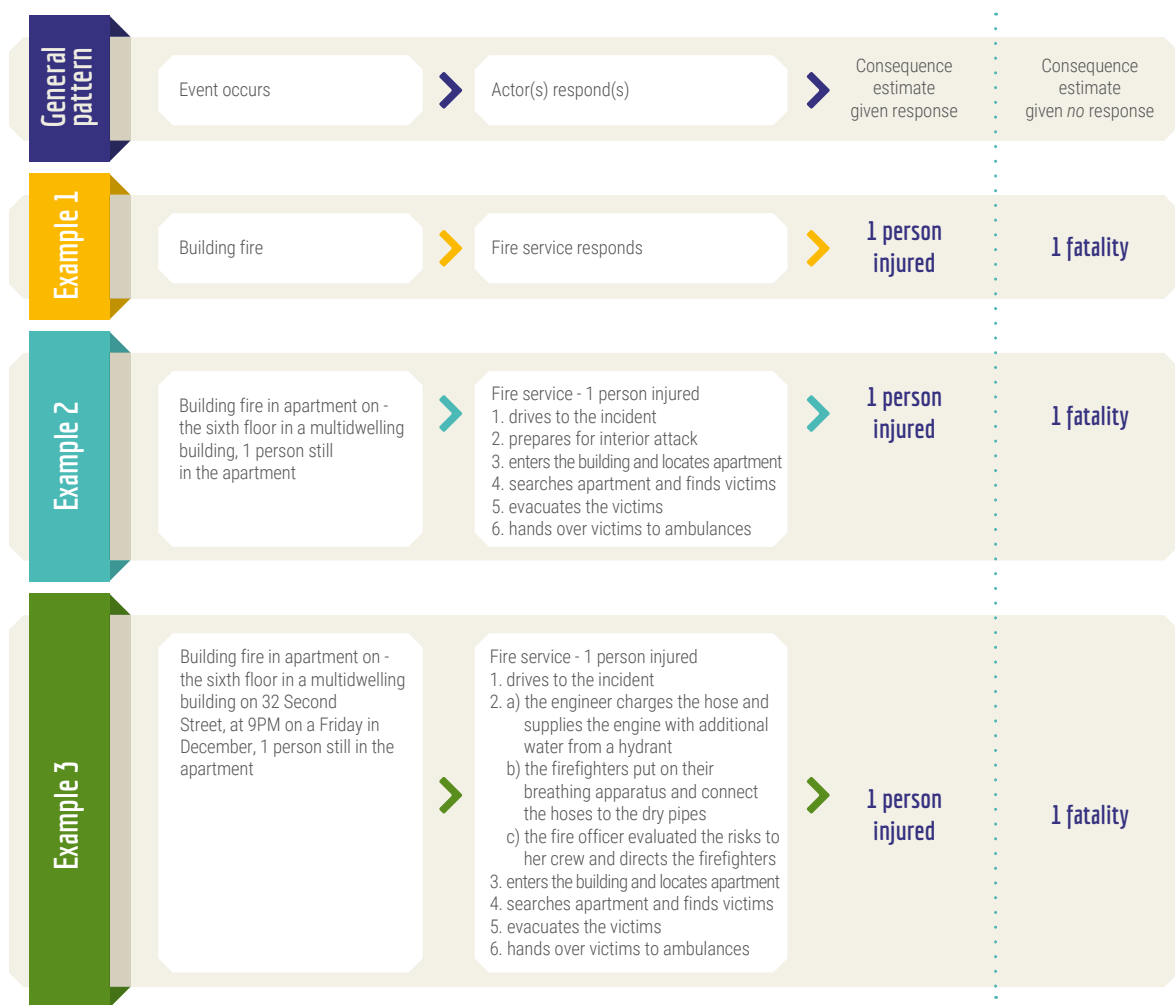 General
pattern
Event occurs
Actor(s) respond(s)
Consequence
estimate
given response
Consequence
estimate
given no response
Example 1
Building fire
Fire service responds
1 person
injured
1 fatality
Example 2
Building fire in apartment on -
the sixth floor in a multidwelling
building, 1 person still
in the apartment
Fire service - 1 person injured
1. drives to the incident
2. prepares for interior attack
3. enters the building and locates apartment
4. searches apartment and finds victims
5. evacuates the victims
6. hands over victims to ambulances
1 person
injured
1 fatality
Example 3
Building fire in apartment on -
the sixth floor in a multidwelling
building on 32 Second
Street, at 9PM on a Friday in
December, 1 person still in the
apartment
Fire service - 1 person injured
1. drives to the incident
2. a) the engineer charges the hose and
supplies the engine with additional
water from a hydrant
b) the firefighters put on their
breathing apparatus and connect
the hoses to the dry pipes
c) the fire officer evaluated the risks to
her crew and directs the firefighters
3. enters the building and locates apartment
4. searches apartment and finds victims
5. evacuates the victims
6. hands over victims to ambulances
1 person
injured
1 fatality